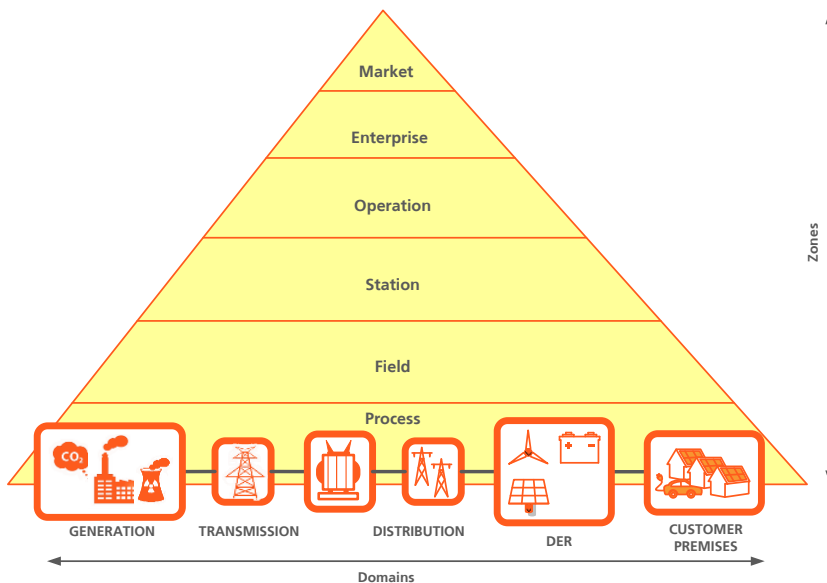 Market
Enterprise
Operation
Zones
Station
Field
Process
CO2
GENERATION
TRANSMISSION
DISTRIBUTION
DER
CUSTOMER
PREMISES
Domains